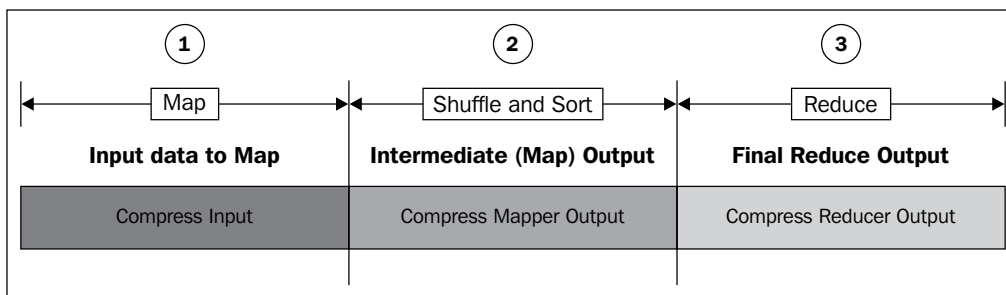 1 2 3
Map Shuffle and Sort Reduce
Input data to Map Intermediate (Map) Output Final Reduce Output
Compress Input Compress Mapper Output Compress Reducer Output